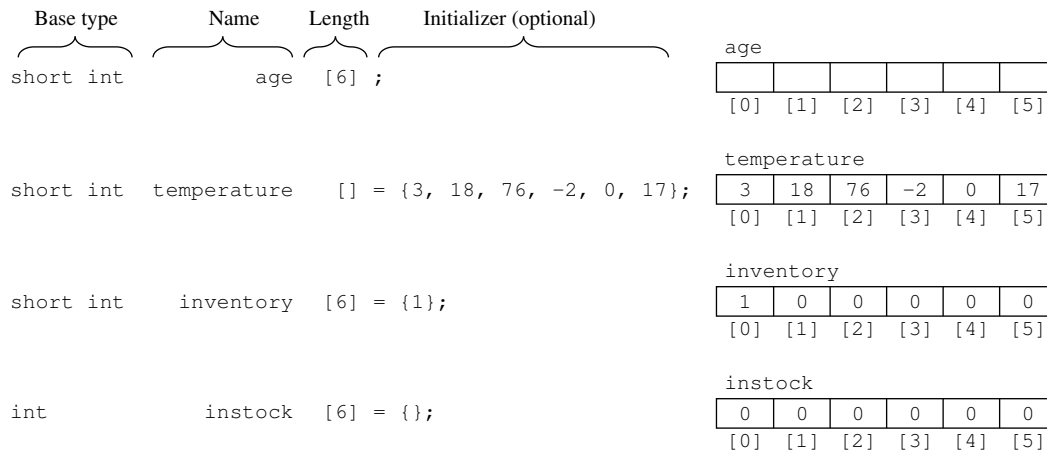 Base type Name Length Initializer (optional)
age
short int age [6] ;
[0] [1] [2] [3] [4] [5]
temperature
short int temperature [] = {3, 18, 76, −2, 0, 17}; 3 18 76 −2 0 17
[0] [1] [2] [3] [4] [5]
inventory
short int inventory [6] = {1}; 1 0 0 0 0 0
[0] [1] [2] [3] [4] [5]
instock
int instock [6] = {}; 0 0 0 0 0 0
[0] [1] [2] [3] [4] [5]